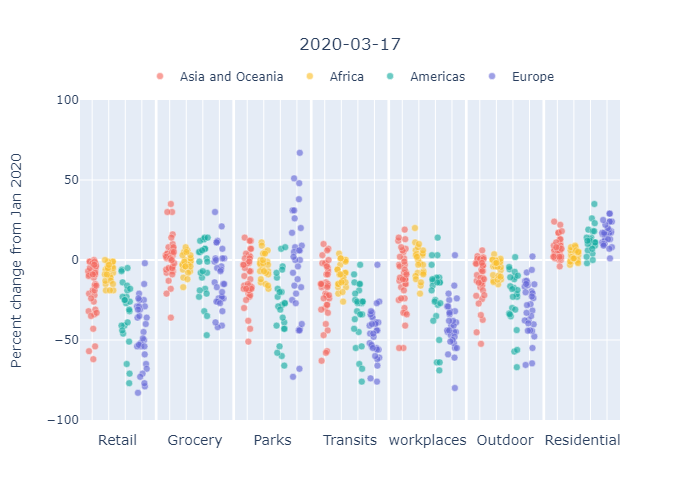 2020-03-17
Asia and Oceania Africa Americas Europe
Percent change from Jan 2020
100
50
0
−50
−100
Retail Grocery Parks Transits workplaces Outdoor Residential